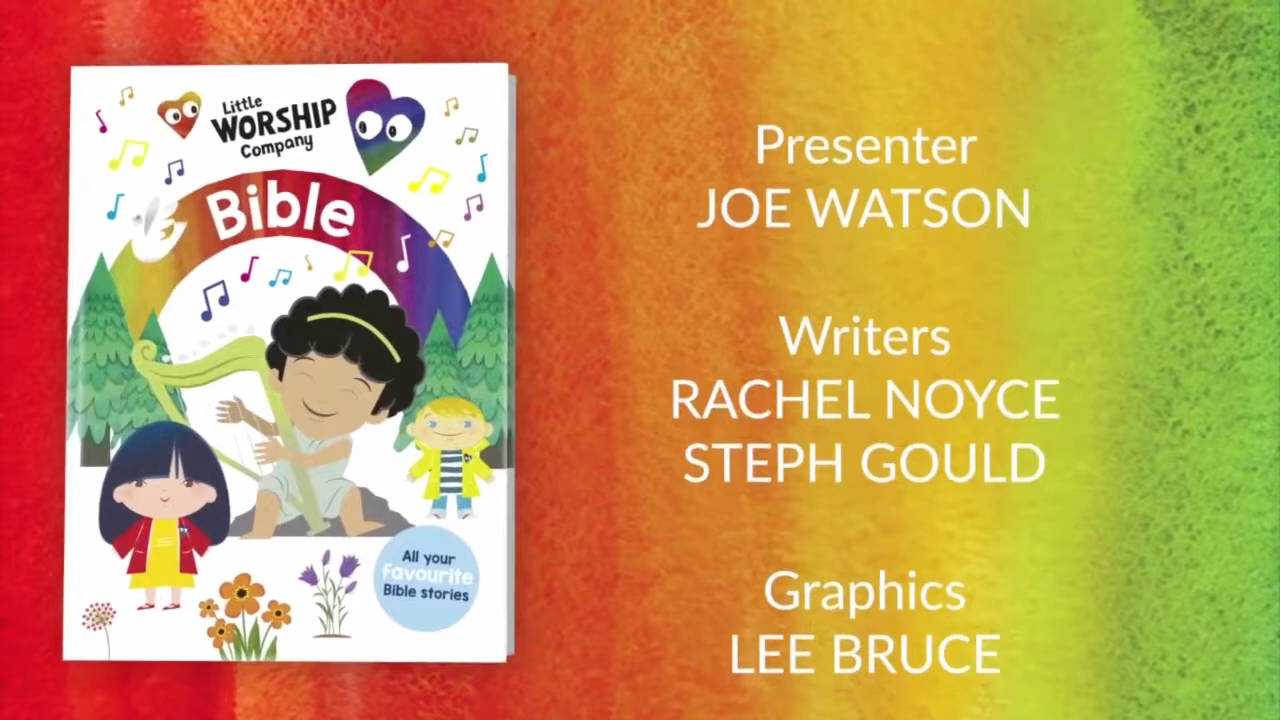 Little
WORSHIP
Company
Bible
All your
favourite
Bible stories
Presenter
JOE WATSON
Writers
RACHEL NOYCE
STEPH GOULD
Graphics
LEE BRUCE